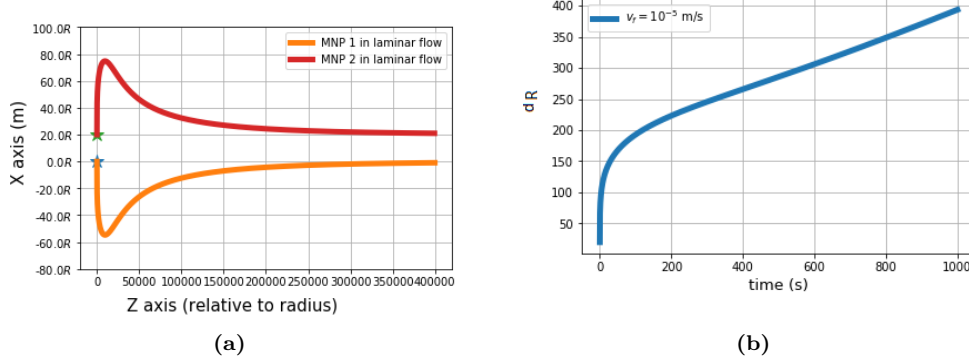 100.0R
80.0R
60.0R
40.0R
20.0R
0.0R
-20.0R
-40.0R
-60.0R
-80.0R
X axis (m)
MNP 1 in laminar flow
MNP 2 in laminar flow
0 50000 100000 150000 200000 250000 300000 350000 400000
Z axis (relative to radius)
(a)
400
350
300
250
200
150
100
50
d R
v_f = 10^-5 m/s
0 200 400 600 800 1000
time (s)
(b)